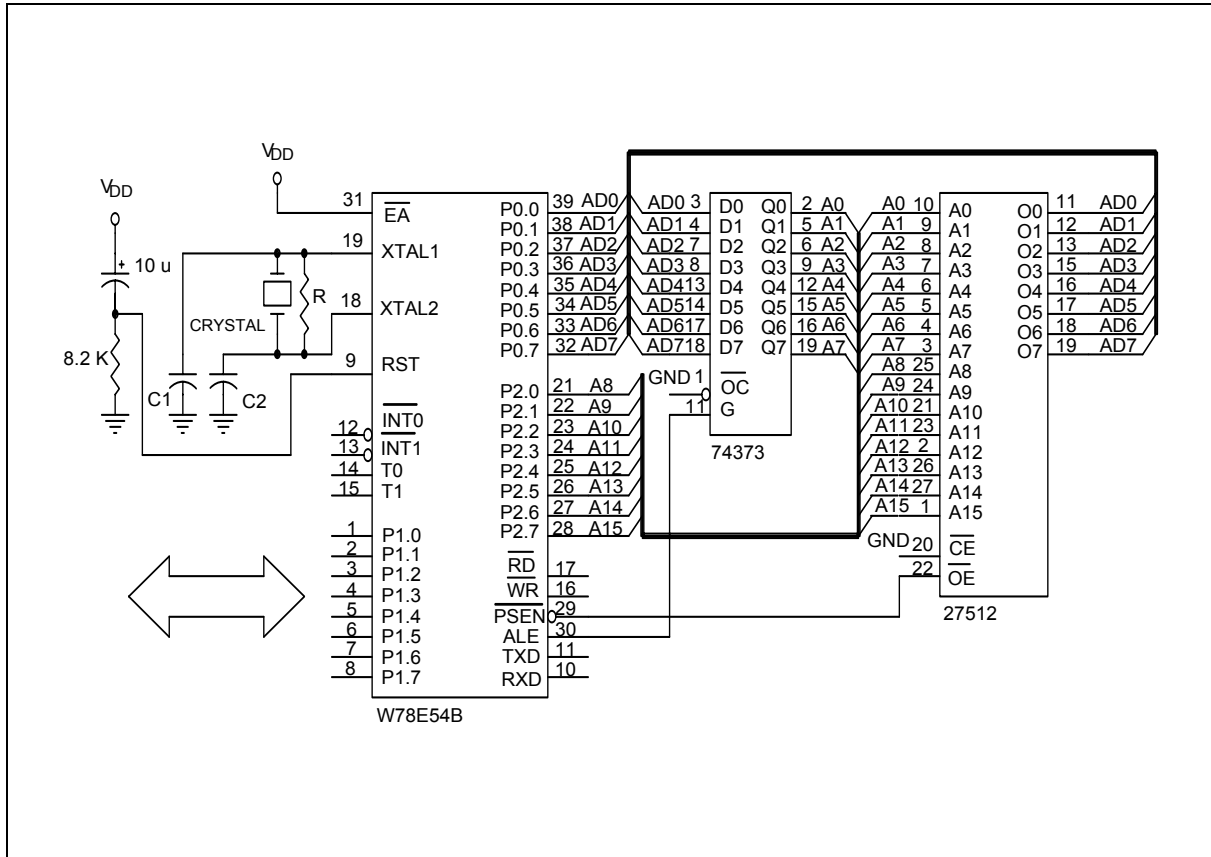 VDD
VDD
10 u
+
8.2 K
C1
C2
CRYSTAL
R
31 EA
19 XTAL1
18 XTAL2
9 RST
12 INT0
13 INT1
14 T0
15 T1
1 P1.0
2 P1.1
3 P1.2
4 P1.3
5 P1.4
6 P1.5
7 P1.6
8 P1.7
P0.0 39 AD0
P0.1 38 AD1
P0.2 37 AD2
P0.3 36 AD3
P0.4 35 AD4
P0.5 34 AD5
P0.6 33 AD6
P0.7 32 AD7
P2.0 21 A8
P2.1 22 A9
P2.2 23 A10
P2.3 24 A11
P2.4 25 A12
P2.5 26 A13
P2.6 27 A14
P2.7 28 A15
RD 17
WR 16
PSEN 29
ALE 30
TXD 11
RXD 10
W78E54B
AD0 3 D0 Q0 2 A0
AD1 4 D1 Q1 5 A1
AD2 7 D2 Q2 6 A2
AD3 8 D3 Q3 9 A3
AD4 13 D4 Q4 12 A4
AD5 14 D5 Q5 15 A5
AD6 17 D6 Q6 16 A6
AD7 18 D7 Q7 19 A7
GND 1 OC
11 G
74373
A0 10 A0 O0 11 AD0
A1 9 A1 O1 12 AD1
A2 8 A2 O2 13 AD2
A3 7 A3 O3 15 AD3
A4 6 A4 O4 16 AD4
A5 5 A5 O5 17 AD5
A6 4 A6 O6 18 AD6
A7 3 A7 O7 19 AD7
A8 25 A8
A9 24 A9
A10 21 A10
A11 23 A11
A12 2 A12
A13 26 A13
A14 27 A14
A15 1 A15
GND 20 CE
22 OE
27512